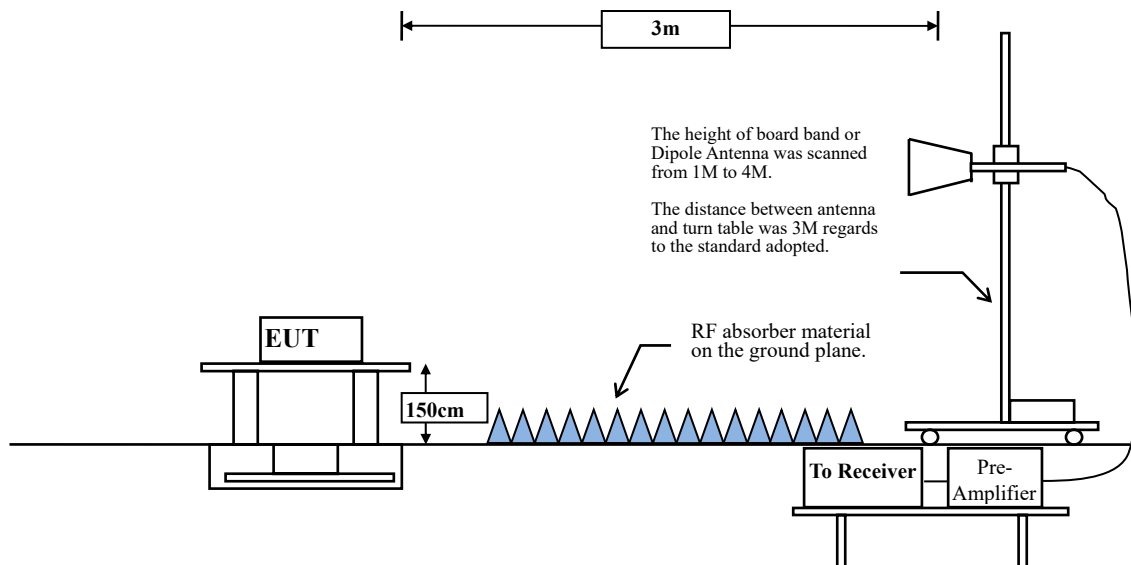 3m
The height of board band or
Dipole Antenna was scanned
from 1M to 4M.
The distance between antenna
and turn table was 3M regards
to the standard adopted.
RF absorber material
on the ground plane.
EUT
150cm
To Receiver
Pre-
Amplifier